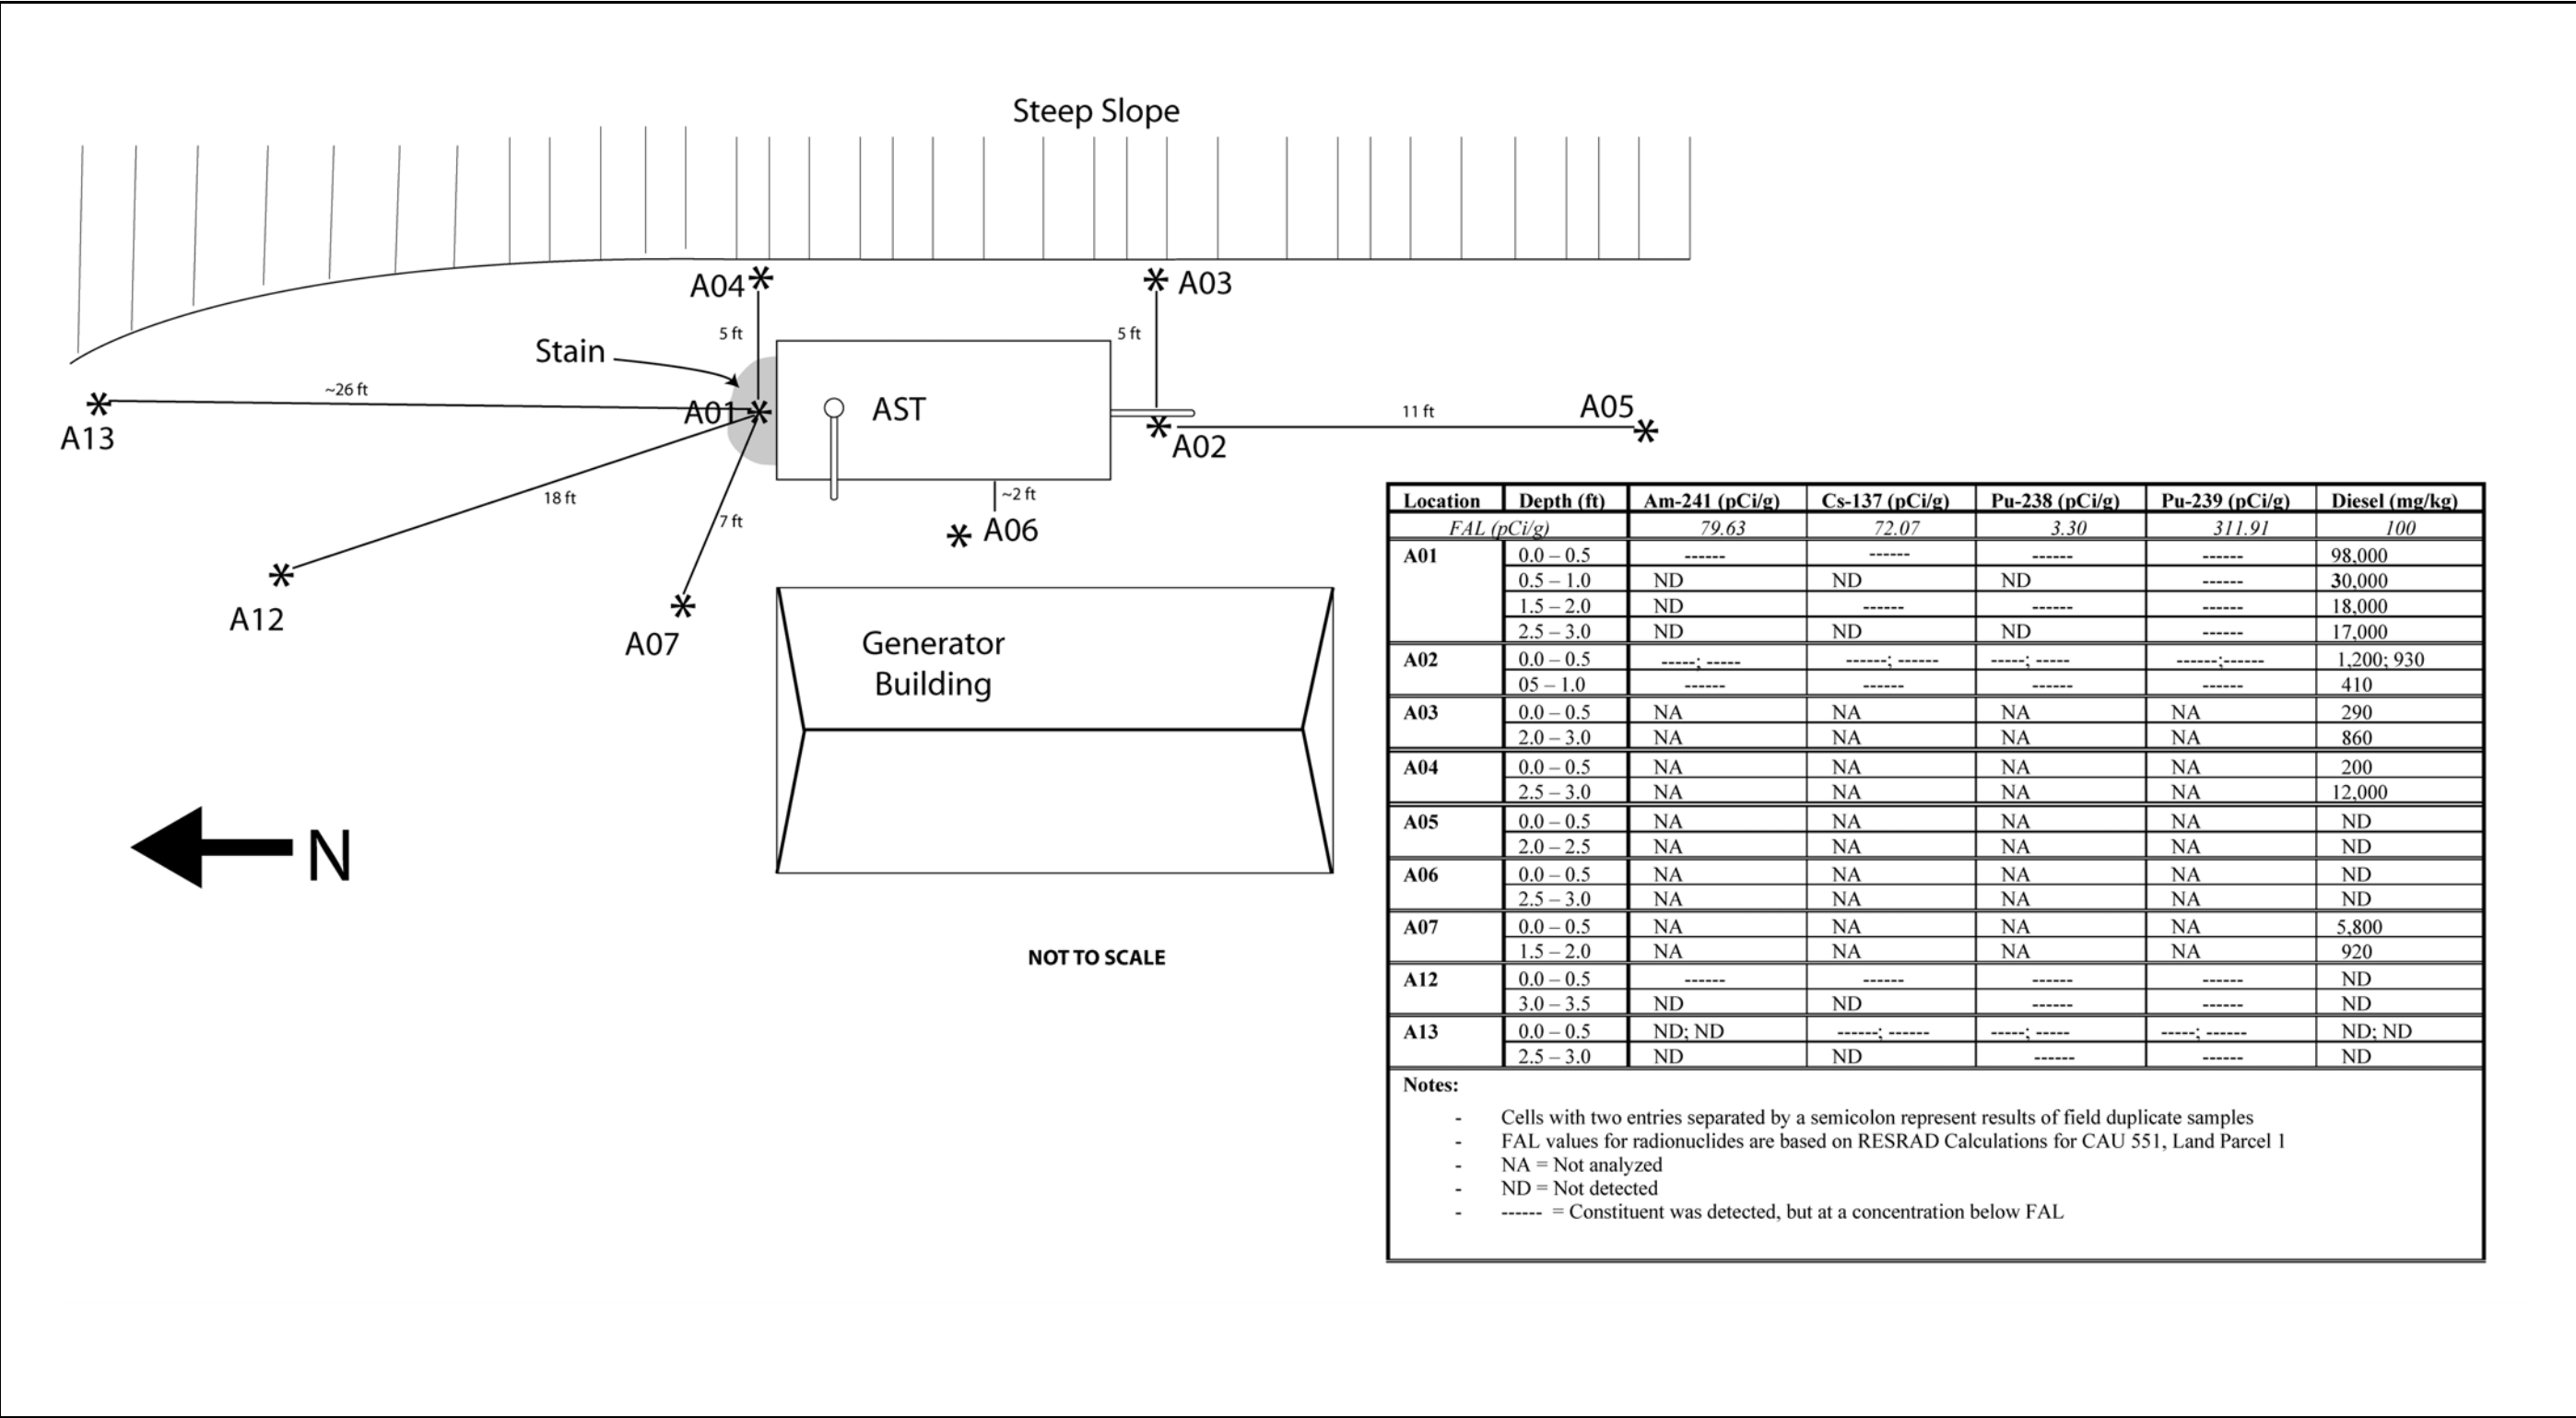 Steep Slope
A04
A03
5 ft
5 ft
Stain
~26 ft
A01
AST
11 ft
A05
A13
A02
18 ft
~2 ft
7 ft
A06
A12
A07
Generator
Building
N
NOT TO SCALE
Location Depth (ft) Am-241 (pCi/g) Cs-137 (pCi/g) Pu-238 (pCi/g) Pu-239 (pCi/g) Diesel (mg/kg)
FAL (pCi/g) 79.63 72.07 3.30 311.91 100
A01 0.0 – 0.5 ------ ------ ------ ------ 98,000
0.5 – 1.0 ND ND ND ------ 30,000
1.5 – 2.0 ND ------ ------ ------ 18,000
2.5 – 3.0 ND ND ND ------ 17,000
A02 0.0 – 0.5 -----; ----- ------; ------ -----; ----- ------;------ 1,200; 930
05 – 1.0 ------ ------ ------ ------ 410
A03 0.0 – 0.5 NA NA NA NA 290
2.0 – 3.0 NA NA NA NA 860
A04 0.0 – 0.5 NA NA NA NA 200
2.5 – 3.0 NA NA NA NA 12,000
A05 0.0 – 0.5 NA NA NA NA ND
2.0 – 2.5 NA NA NA NA ND
A06 0.0 – 0.5 NA NA NA NA ND
2.5 – 3.0 NA NA NA NA ND
A07 0.0 – 0.5 NA NA NA NA 5,800
1.5 – 2.0 NA NA NA NA 920
A12 0.0 – 0.5 ------ ------ ------ ------ ND
3.0 – 3.5 ND ND ------ ------ ND
A13 0.0 – 0.5 ND; ND ------; ------ -----; ----- -----; ------ ND; ND
2.5 – 3.0 ND ND ------ ------ ND
Notes:
- Cells with two entries separated by a semicolon represent results of field duplicate samples
- FAL values for radionuclides are based on RESRAD Calculations for CAU 551, Land Parcel 1
- NA = Not analyzed
- ND = Not detected
- ------ = Constituent was detected, but at a concentration below FAL